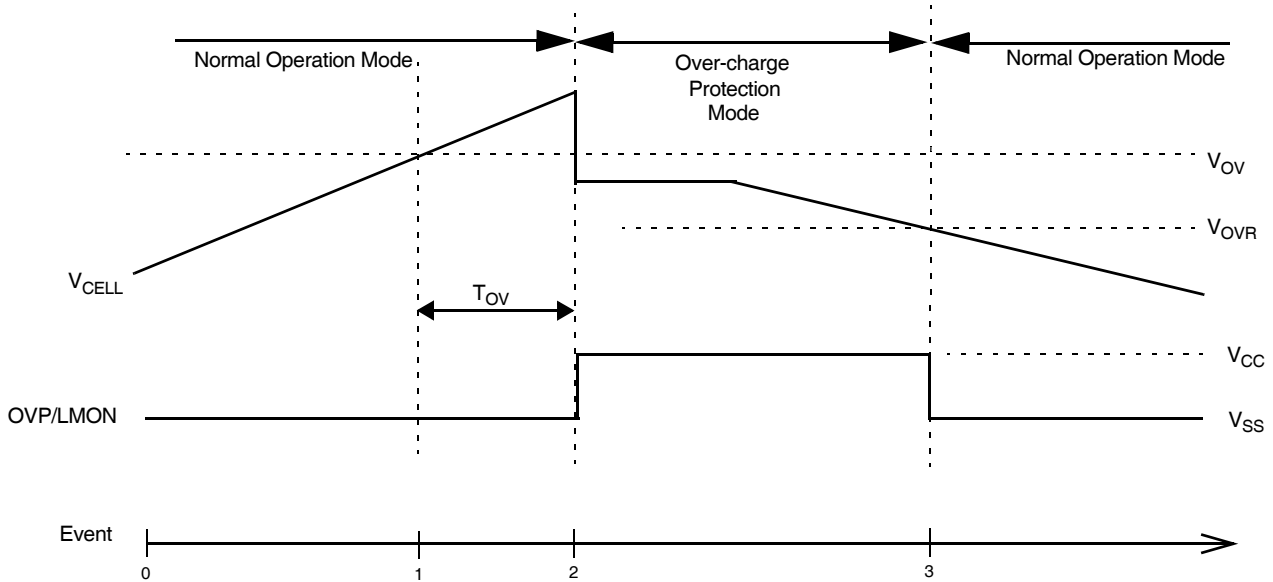 Normal Operation Mode
Over-charge
Protection
Mode
Normal Operation Mode
VOV
VOVR
VCELL
TOV
VCC
OVP/LMON
VSS
Event
0
1
2
3